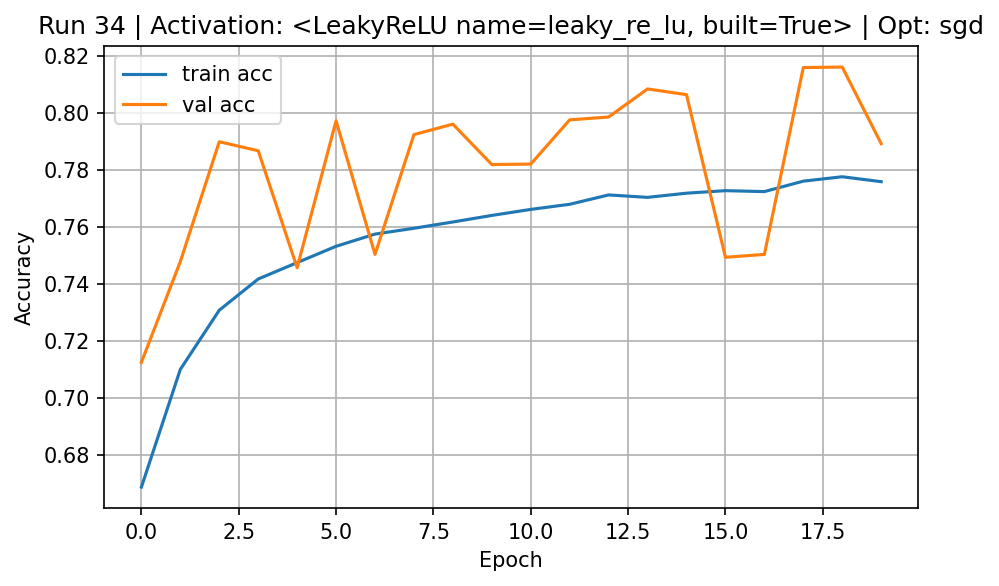 Run 34 | Activation: <LeakyReLU name=leaky_re_lu, built=True> | Opt: sgd
train acc
val acc
0.82
0.80
0.78
0.76
0.74
0.72
0.70
0.68
Accuracy
0.0 2.5 5.0 7.5 10.0 12.5 15.0 17.5
Epoch